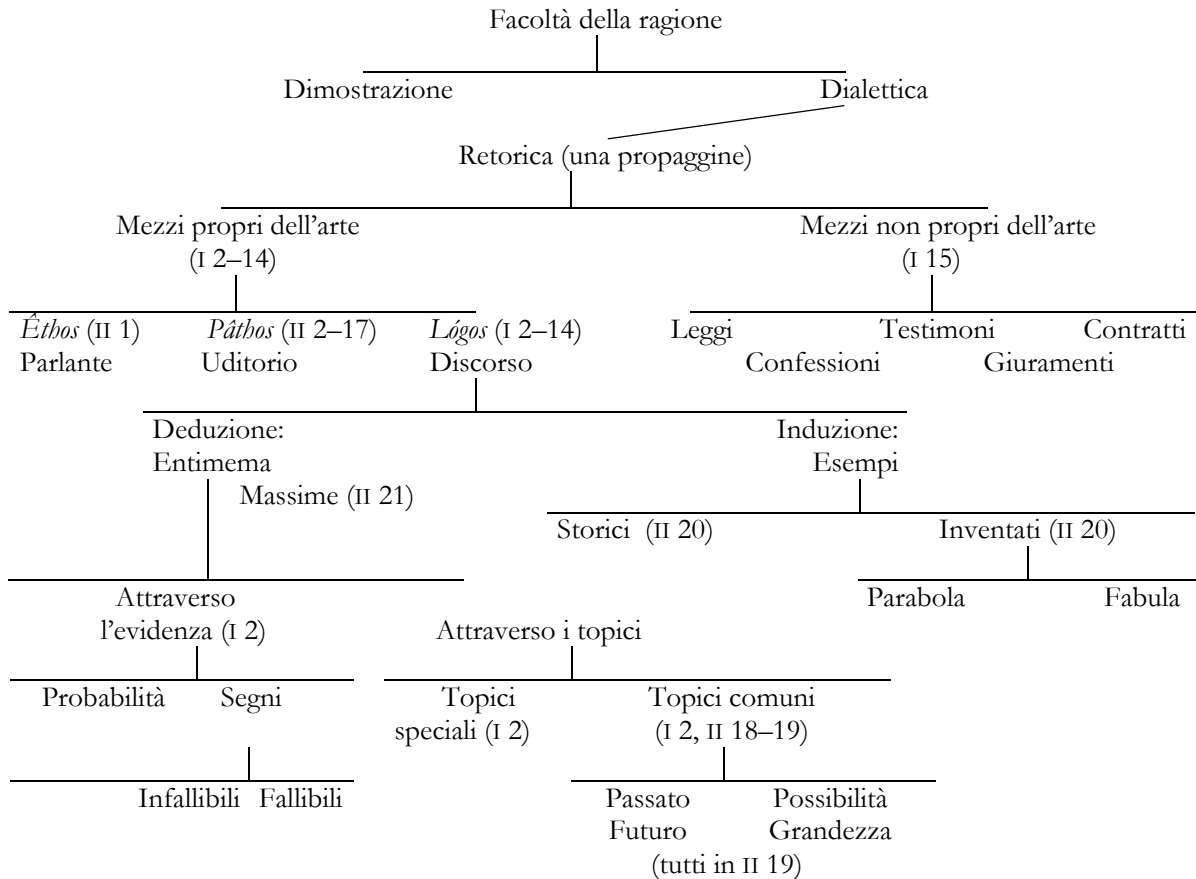 Facoltà della ragione
Dimostrazione Dialettica
Retorica (una propaggine)
Mezzi propri dell'arte Mezzi non propri dell'arte
(I 2–14) (I 15)
Êthos (II 1) Pâthos (II 2–17) Lógos (I 2–14) Leggi Testimoni Contratti
Parlante Uditorio Discorso Confessioni Giuramenti
Deduzione: Induzione:
Entimema Esempi
Massime (II 21)
Storici (II 20) Inventati (II 20)
Attraverso Parabola Fabula
l'evidenza (I 2) Attraverso i topici
Probabilità Segni Topici Topici comuni
speciali (I 2) (I 2, II 18–19)
Infallibili Fallibili Passato Possibilità
Futuro Grandezza
(tutti in II 19)